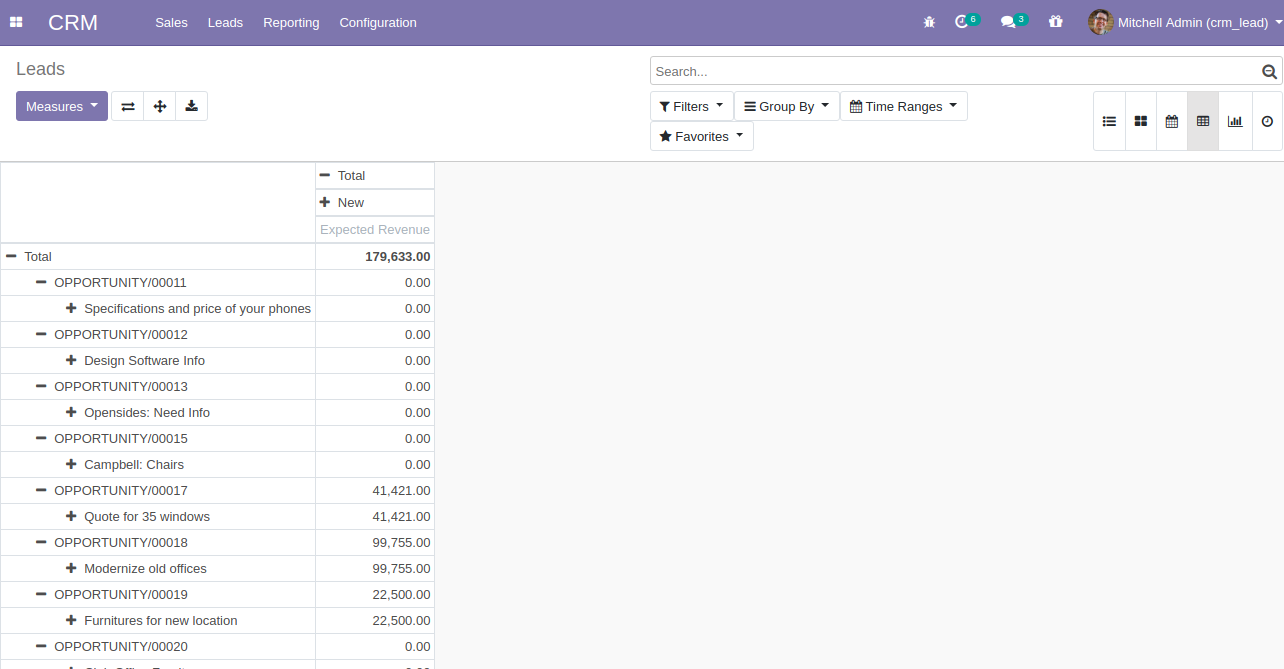 CRM Sales Leads Reporting Configuration 6 3 Mitchell Admin (crm_lead)
Leads
Search...
Measures
Filters Group By Time Ranges
Favorites
Total
New
Expected Revenue
Total 179,633.00
OPPORTUNITY/00011 0.00
Specifications and price of your phones 0.00
OPPORTUNITY/00012 0.00
Design Software Info 0.00
OPPORTUNITY/00013 0.00
Opensides: Need Info 0.00
OPPORTUNITY/00015 0.00
Campbell: Chairs 0.00
OPPORTUNITY/00017 41,421.00
Quote for 35 windows 41,421.00
OPPORTUNITY/00018 99,755.00
Modernize old offices 99,755.00
OPPORTUNITY/00019 22,500.00
Furnitures for new location 22,500.00
OPPORTUNITY/00020 0.00